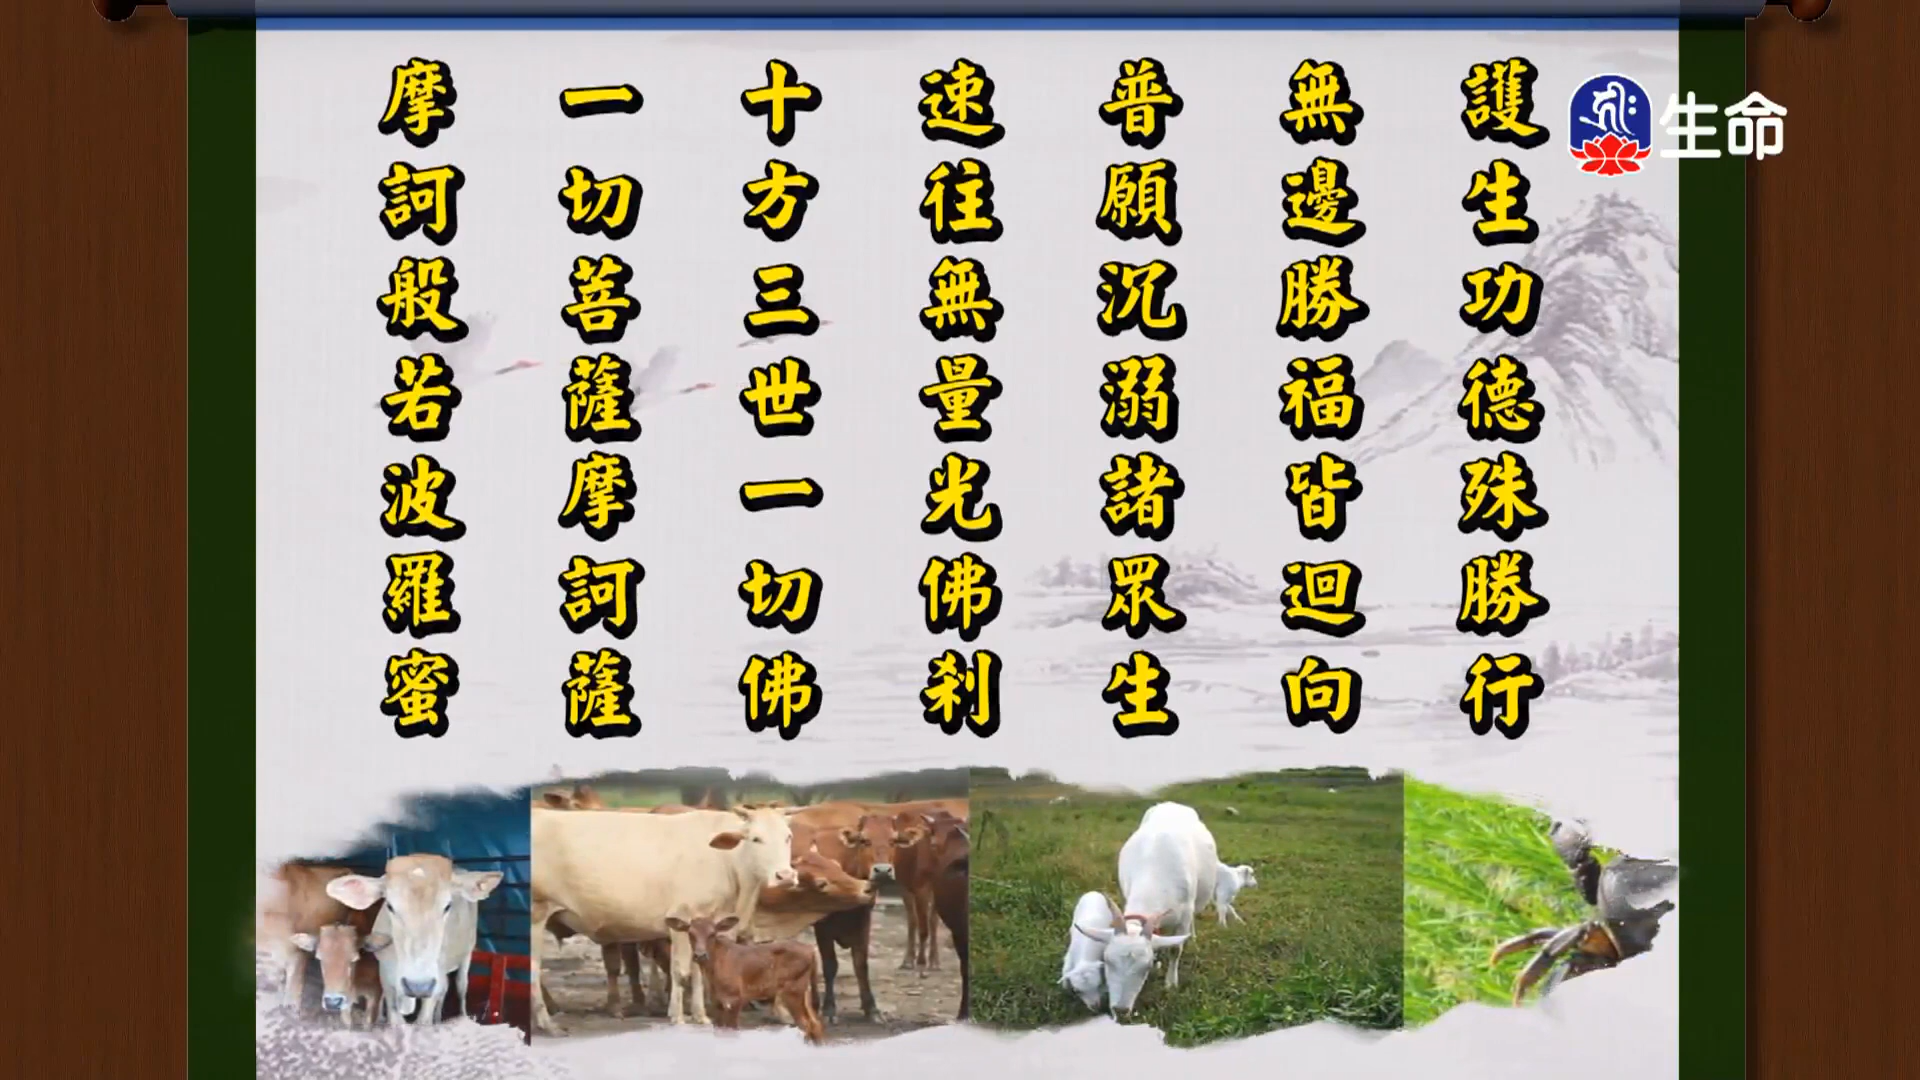 護生功德殊勝行
無邊勝福皆迴向
普願沉溺諸眾生
速往無量光佛剎
十方三世一切佛
一切菩薩摩訶薩
摩訶般若波羅蜜
生命